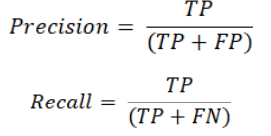 Precision = TP / (TP + FP)
Recall = TP / (TP + FN)